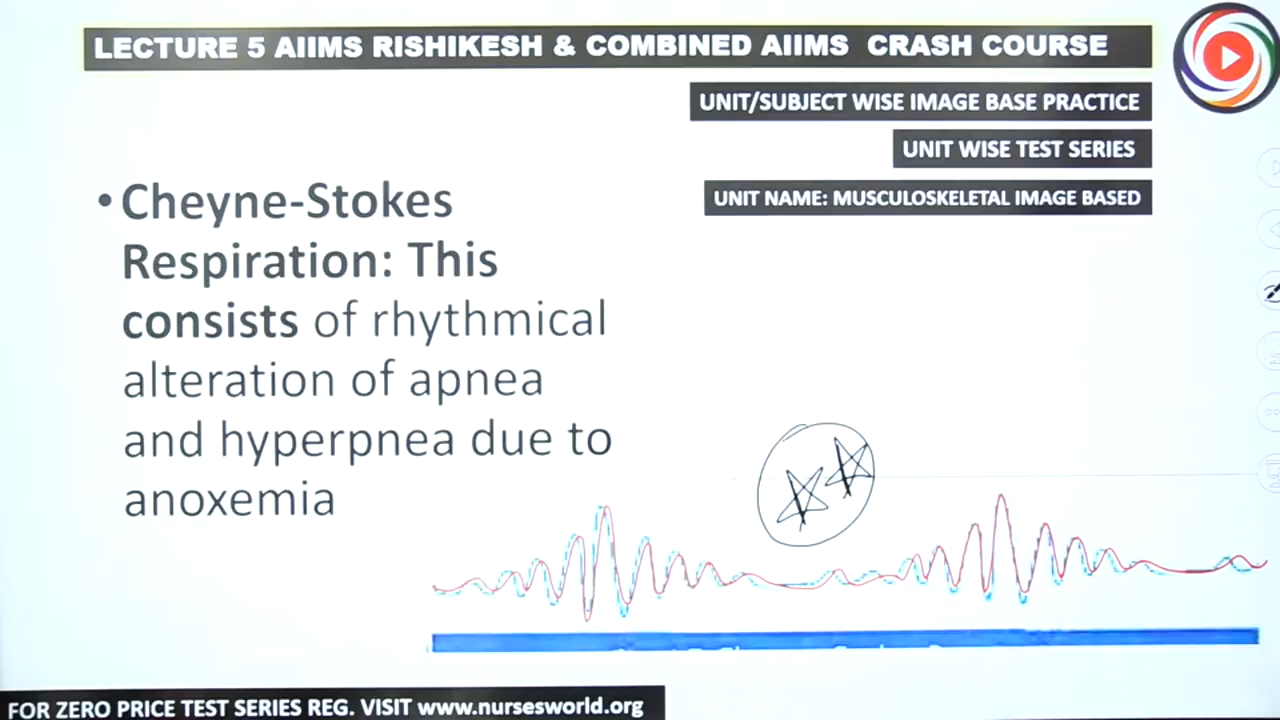 LECTURE 5 AIIMS RISHIKESH & COMBINED AIIMS CRASH COURSE
UNIT/SUBJECT WISE IMAGE BASE PRACTICE
UNIT WISE TEST SERIES
UNIT NAME: MUSCULOSKELETAL IMAGE BASED
• Cheyne-Stokes
Respiration: This
consists of rhythmical
alteration of apnea
and hyperpnea due to
anoxemia
FOR ZERO PRICE TEST SERIES REG. VISIT www.nursesworld.org